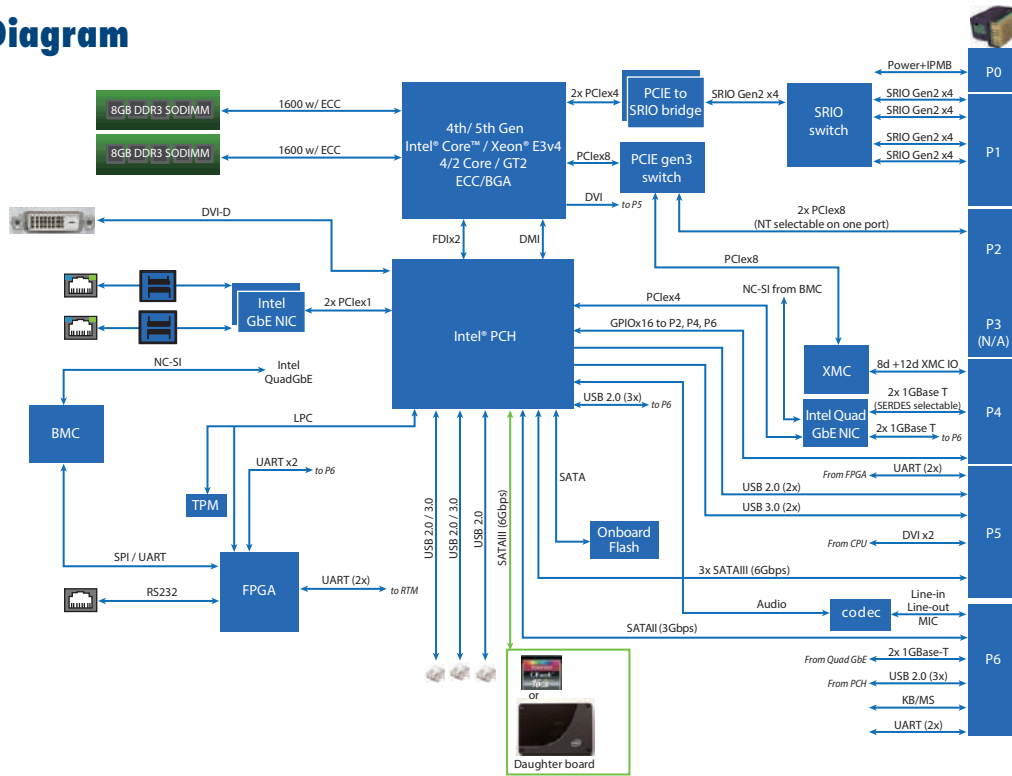 Diagram
P0
Power+IPMB
8GB DDR3 SODIMM
1600 w/ ECC
8GB DDR3 SODIMM
1600 w/ ECC
4th/ 5th Gen
Intel® Core™ / Xeon® E3v4
4/2 Core / GT2
ECC/BGA
2x PCIex4
PCIE to
SRIO bridge
SRIO Gen2 x4
SRIO
switch
SRIO Gen2 x4
SRIO Gen2 x4
SRIO Gen2 x4
SRIO Gen2 x4
P1
PCIex8
PCIE gen3
switch
DVI
to P5
DVI-D
FDIx2
DMI
2x PCIex8
(NT selectable on one port)
P2
PCIex8
Intel
GbE NIC
2x PCIex1
Intel® PCH
NC-SI from BMC
PCIex4
GPIOx16 to P2, P4, P6
P3
(N/A)
XMC
8d +12d XMC IO
NC-SI
Intel
QuadGbE
BMC
USB 2.0 (3x)
to P6
Intel Quad
GbE NIC
2x 1GBase T
(SERDES selectable)
2x 1GBase T
to P6
P4
LPC
UART x2
to P6
TPM
SATA
From FPGA
UART (2x)
USB 2.0 (2x)
USB 3.0 (2x)
USB 2.0 / 3.0
USB 2.0 / 3.0
USB 2.0
SATAIII (6Gbps)
Onboard
Flash
From CPU
DVI x2
P5
SPI / UART
FPGA
UART (2x)
to RTM
RS232
3x SATAIII (6Gbps)
Audio
codec
Line-in
Line-out
MIC
SATAII (3Gbps)
From Quad GbE
2x 1GBase-T
P6
From PCH
USB 2.0 (3x)
KB/MS
UART (2x)
or
Daughter board